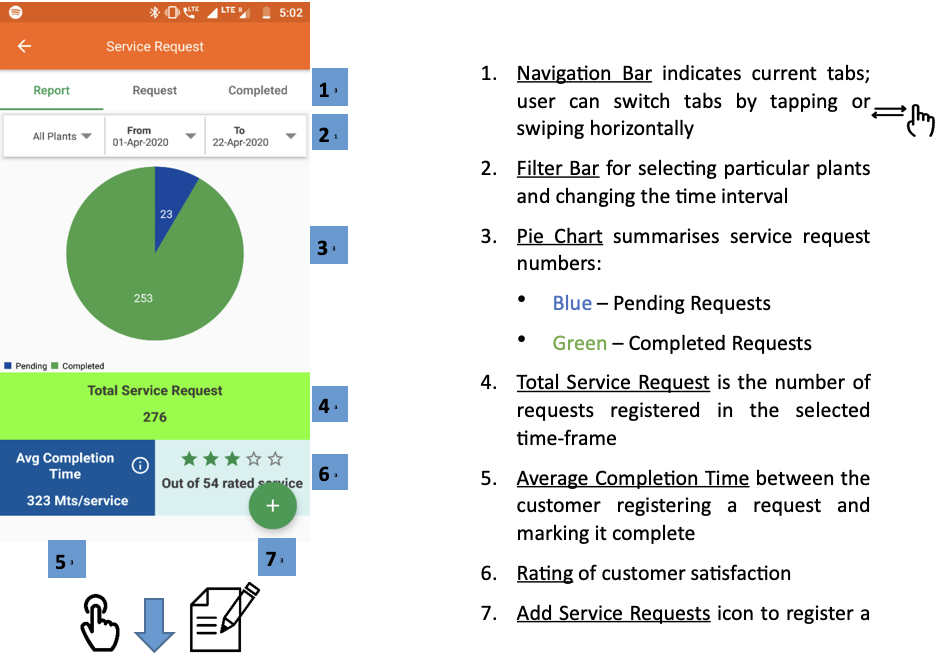 LTE LTE R 5:02
Service Request
Report Request Completed
1
All Plants From To
01-Apr-2020 22-Apr-2020
2
23
3
253
Pending Completed
Total Service Request
276
4
Avg Completion
Time
323 Mts/service
Out of 54 rated service
6
+
5
7
1. Navigation Bar indicates current tabs;
user can switch tabs by tapping or
swiping horizontally
2. Filter Bar for selecting particular plants
and changing the time interval
3. Pie Chart summarises service request
numbers:
• Blue – Pending Requests
• Green – Completed Requests
4. Total Service Request is the number of
requests registered in the selected
time-frame
5. Average Completion Time between the
customer registering a request and
marking it complete
6. Rating of customer satisfaction
7. Add Service Requests icon to register a